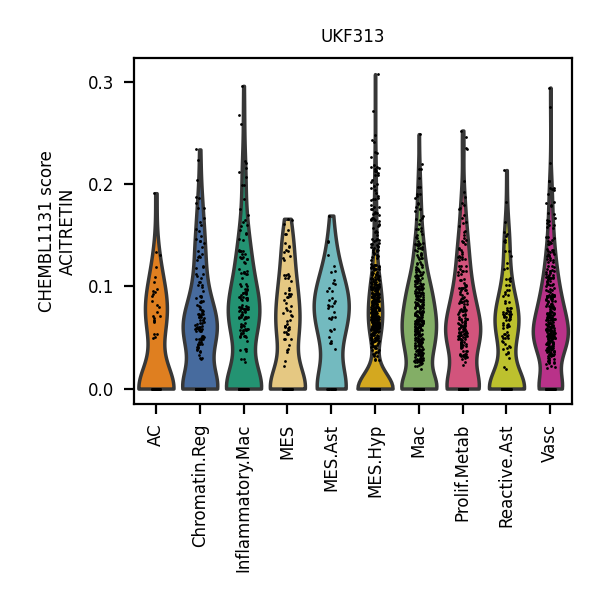 UKF313
CHEMBL1131 score
ACITRETIN
0.3
0.2
0.1
0.0
AC
Chromatin.Reg
Inflammatory.Mac
MES
MES.Ast
MES.Hyp
Mac
Prolif.Metab
Reactive.Ast
Vasc